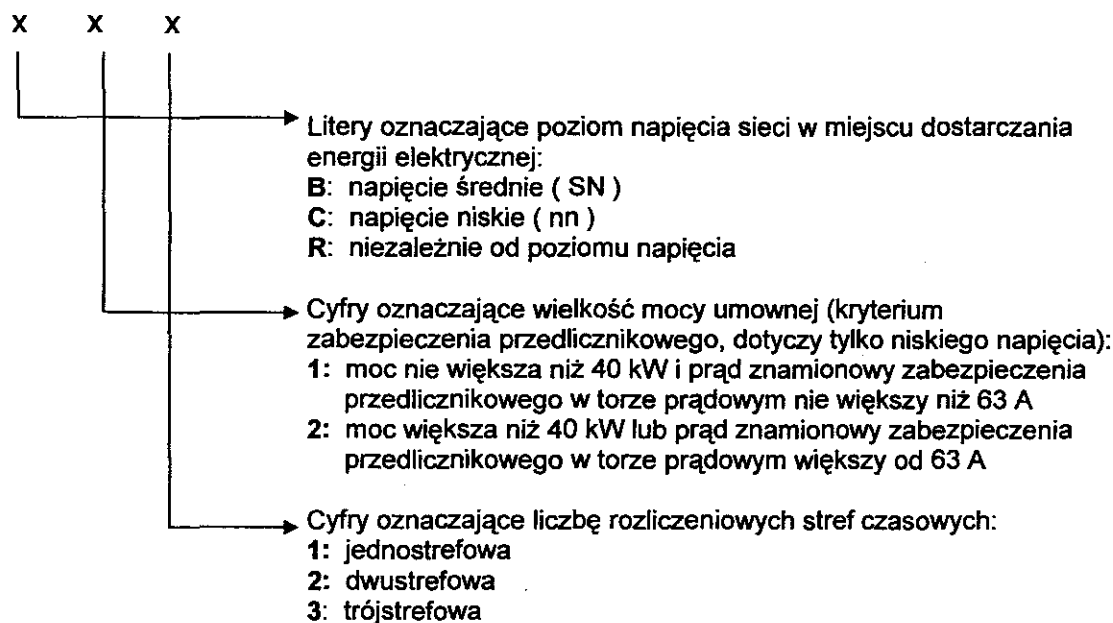 X X X
Litery oznaczające poziom napięcia sieci w miejscu dostarczania
energii elektrycznej:
B: napięcie średnie ( SN )
C: napięcie niskie ( nn )
R: niezależnie od poziomu napięcia
Cyfry oznaczające wielkość mocy umownej (kryterium
zabezpieczenia przedlicznikowego, dotyczy tylko niskiego napięcia):
1: moc nie większa niż 40 kW i prąd znamionowy zabezpieczenia
przedlicznikowego w torze prądowym nie większy niż 63 A
2: moc większa niż 40 kW lub prąd znamionowy zabezpieczenia
przedlicznikowego w torze prądowym większy od 63 A
Cyfry oznaczające liczbę rozliczeniowych stref czasowych:
1: jednostrefowa
2: dwustrefowa
3: trójstrefowa